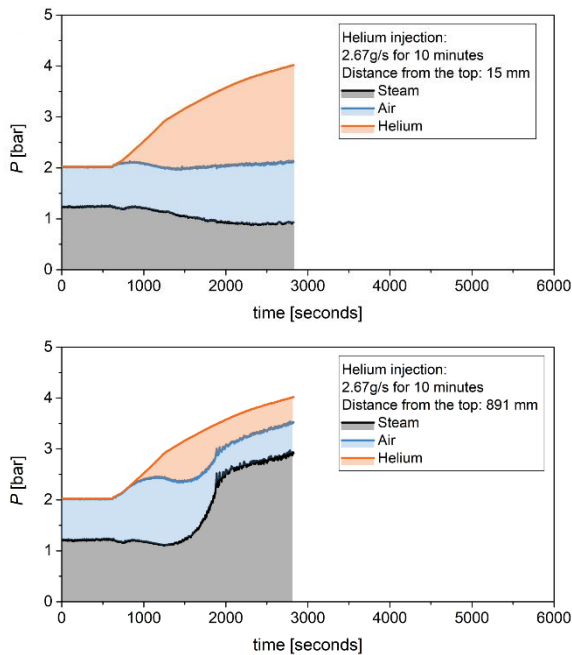 5
4
3
2
1
0
P [bar]
Helium injection:
2.67g/s for 10 minutes
Distance from the top: 15 mm
Steam
Air
Helium
0 1000 2000 3000 4000 5000 6000
time [seconds]
5
4
3
2
1
0
P [bar]
Helium injection:
2.67g/s for 10 minutes
Distance from the top: 891 mm
Steam
Air
Helium
0 1000 2000 3000 4000 5000 6000
time [seconds]